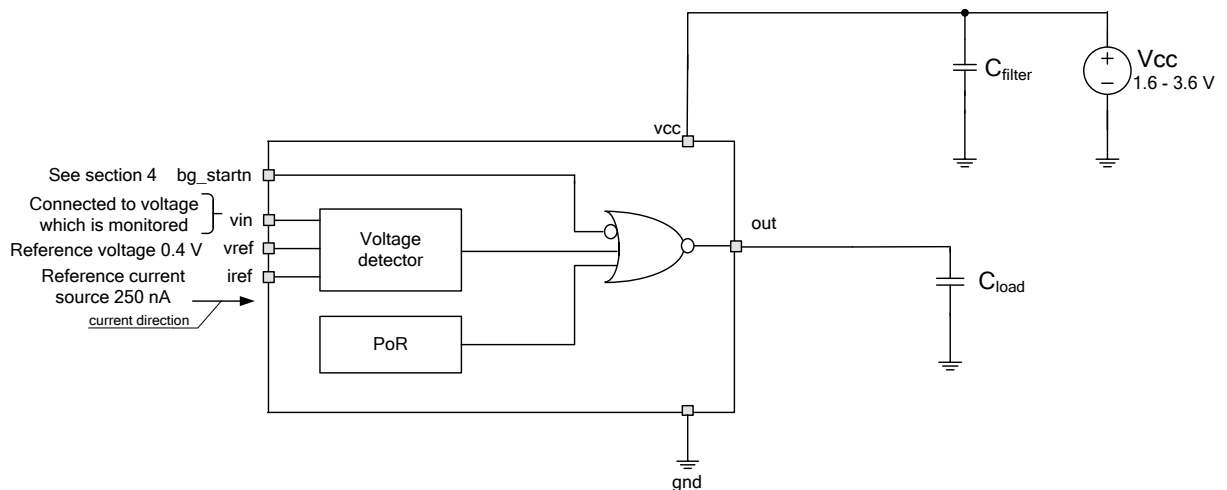 Vcc
1.6 - 3.6 V
+
−
Cfilter
vcc
See section 4 bg_startn
Connected to voltage
which is monitored
vin
Reference voltage 0.4 V vref
Reference current
source 250 nA
iref
current direction
Voltage
detector
PoR
out
Cload
gnd